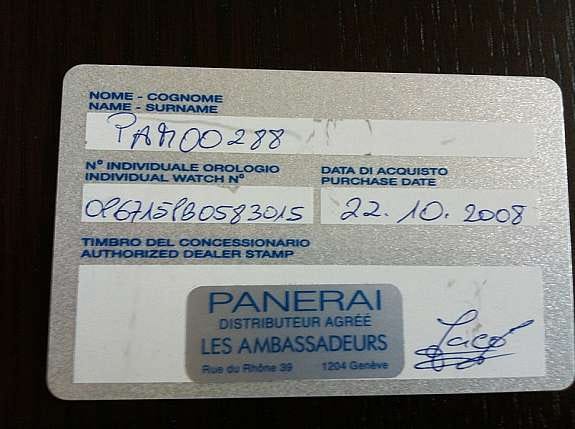 NOME - COGNOME
NAME - SURNAME
PAM00288
N° INDIVIDUALE OROLOGIO
INDIVIDUAL WATCH N°
DATA DI ACQUISTO
PURCHASE DATE
OP6715PB0583015
22.10.2008
TIMBRO DEL CONCESSIONARIO
AUTHORIZED DEALER STAMP
PANERAI
DISTRIBUTEUR AGRÉÉ
LES AMBASSADEURS
Rue du Rhône 39 1204 Genève